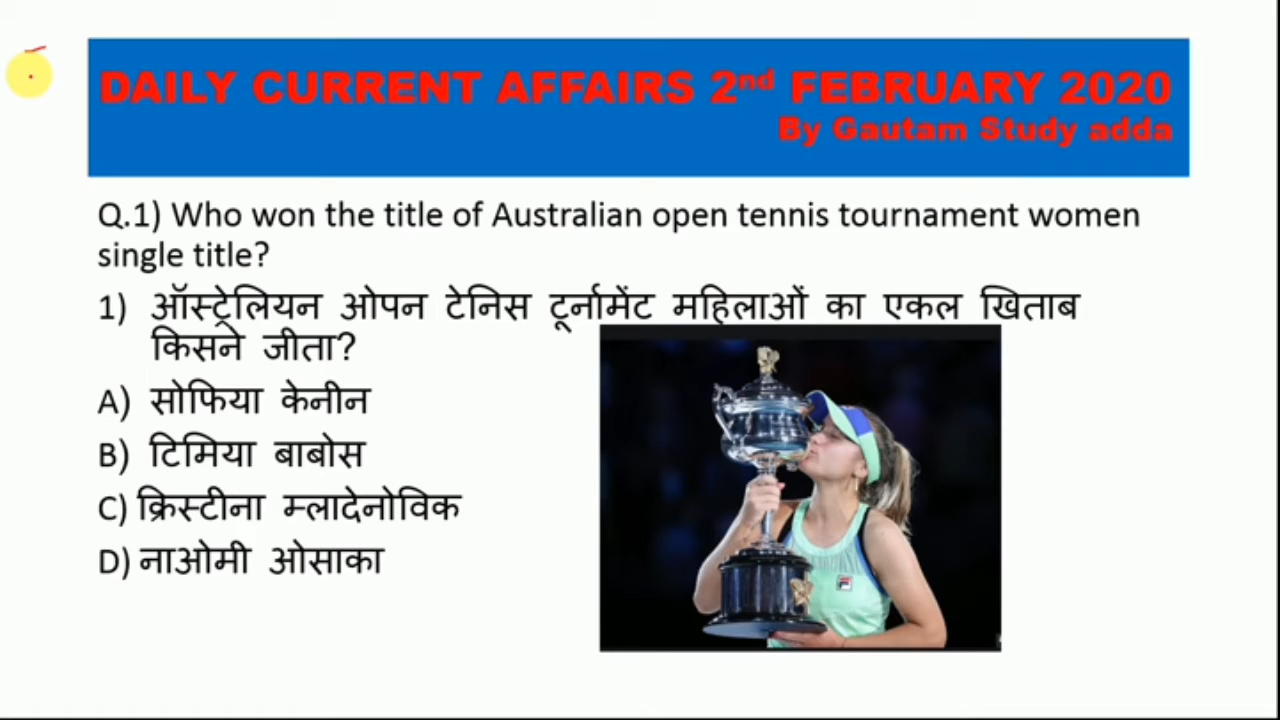 DAILY CURRENT AFFAIRS 2nd FEBRUARY 2020
By Gautam Study adda
Q.1) Who won the title of Australian open tennis tournament women
single title?
1) ऑस्ट्रेलियन ओपन टेनिस टूर्नामेंट महिलाओं का एकल खिताब
किसने जीता?
A) सोफिया केनीन
B) टिमिया बाबोस
C) क्रिस्टीना म्लादेनोविक
D) नाओमी ओसाका